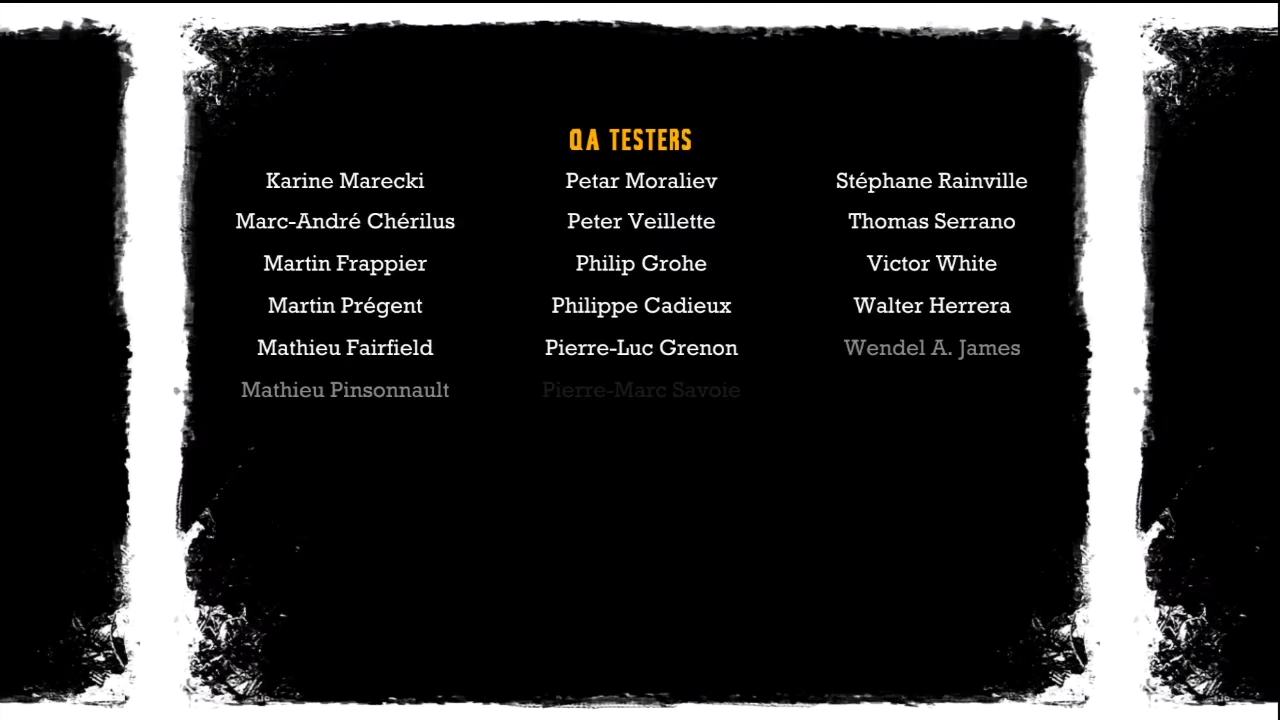 QA TESTERS
Karine Marecki
Petar Moraliev
Stéphane Rainville
Marc-André Chérilus
Peter Veillette
Thomas Serrano
Martin Frappier
Philip Grohe
Victor White
Martin Prégent
Philippe Cadieux
Walter Herrera
Mathieu Fairfield
Pierre-Luc Grenon
Wendel A. James
Mathieu Pinsonnault
Pierre-Marc Savoie